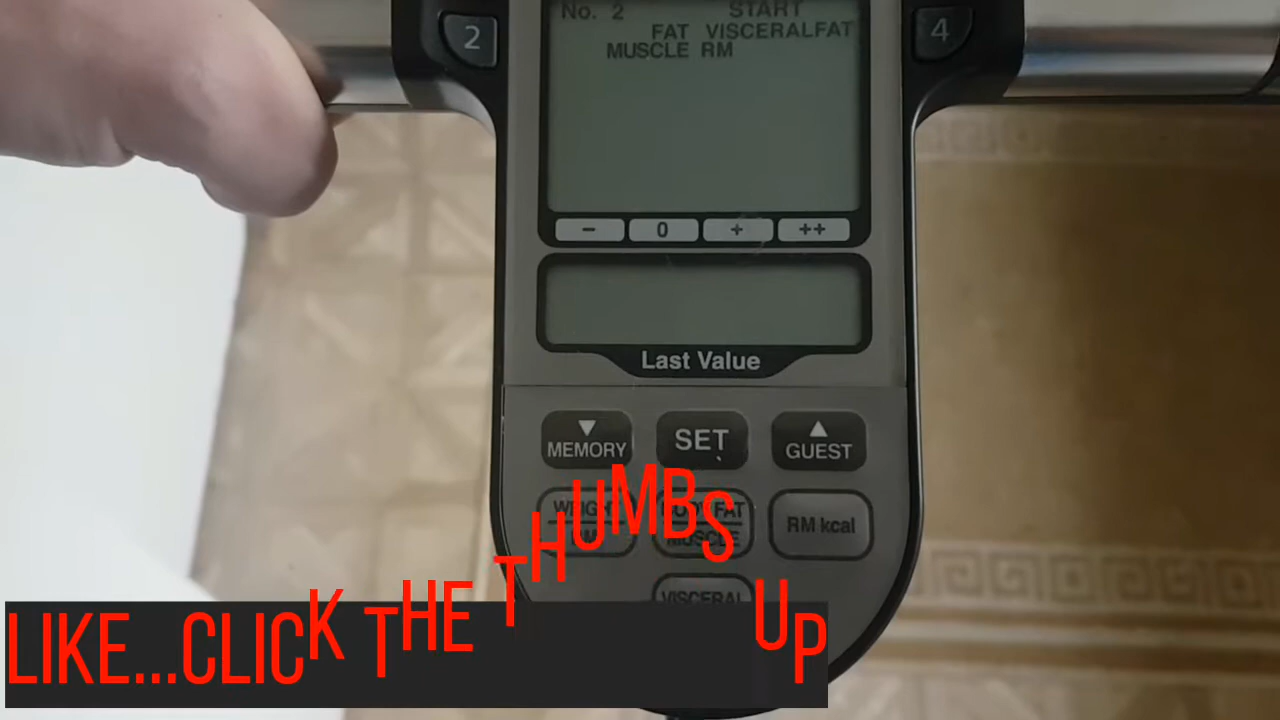 No. 2 START
2
4
FAT VISCERALFAT
MUSCLE RM
- 0 + ++
Last Value
▼ SET ▲
MEMORY GUEST
WEIGHT BODY FAT RM kcal
MUSCLE
VISCERAL
LIKE...CLICK THE THUMBS UP